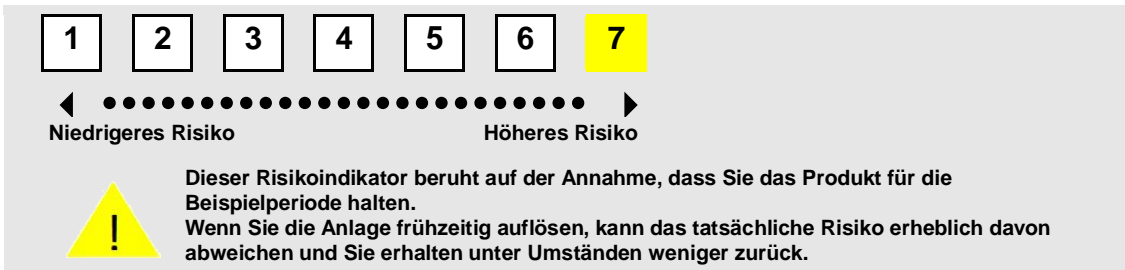 1 2 3 4 5 6 7
Niedrigeres Risiko Höheres Risiko
Dieser Risikoindikator beruht auf der Annahme, dass Sie das Produkt für die
Beispielperiode halten.
Wenn Sie die Anlage frühzeitig auflösen, kann das tatsächliche Risiko erheblich davon
abweichen und Sie erhalten unter Umständen weniger zurück.
!